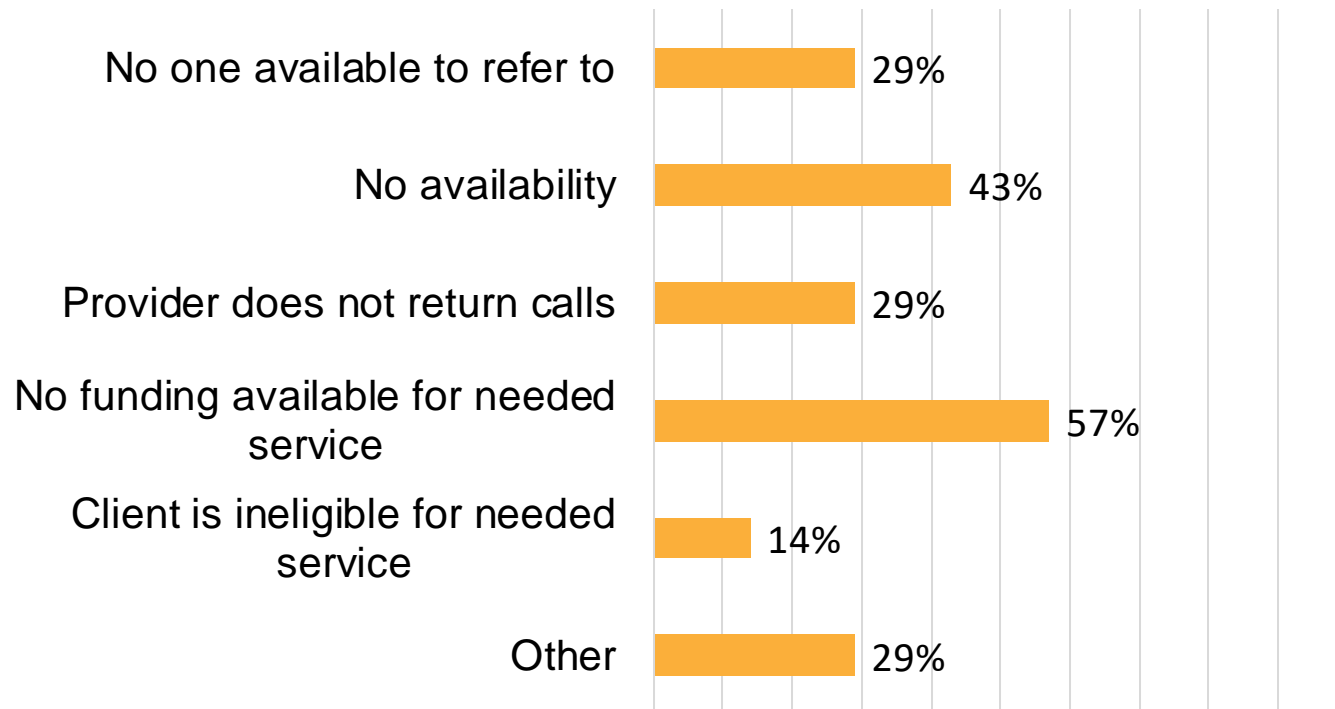 No one available to refer to 29%
No availability 43%
Provider does not return calls 29%
No funding available for needed
service 57%
Client is ineligible for needed
service 14%
Other 29%